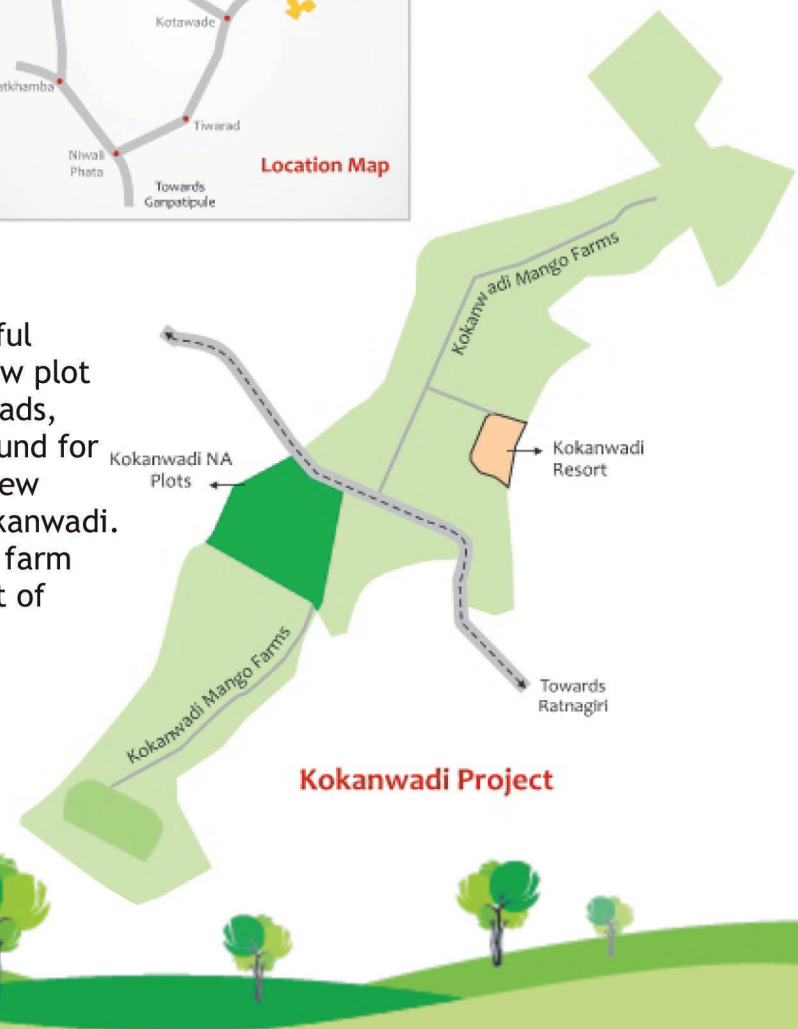 Kotawade
atkhamba
Tiwarad
Niwali
Phata
Towards
Ganpatipule
Location Map
ful
w plot
ads,
und for
ew
kanwadi.
farm
t of
Kokanwadi Mango Farms
Kokanwadi
Resort
Kokanwadi NA
Plots
Kokanwadi Mango Farms
Towards
Ratnagiri
Kokanwadi Project